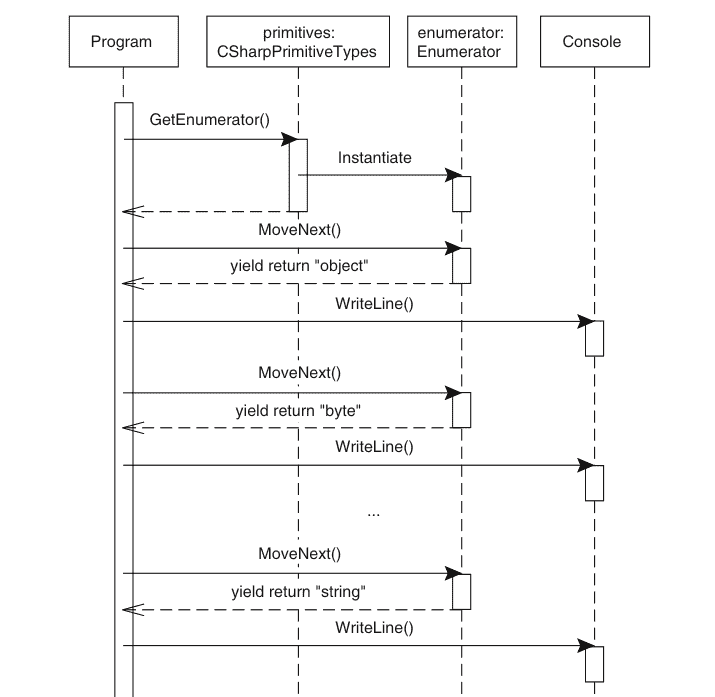 Program
primitives:
CSharpPrimitiveTypes
enumerator:
Enumerator
Console
GetEnumerator()
Instantiate
MoveNext()
yield return "object"
WriteLine()
MoveNext()
yield return "byte"
WriteLine()
...
MoveNext()
yield return "string"
WriteLine()